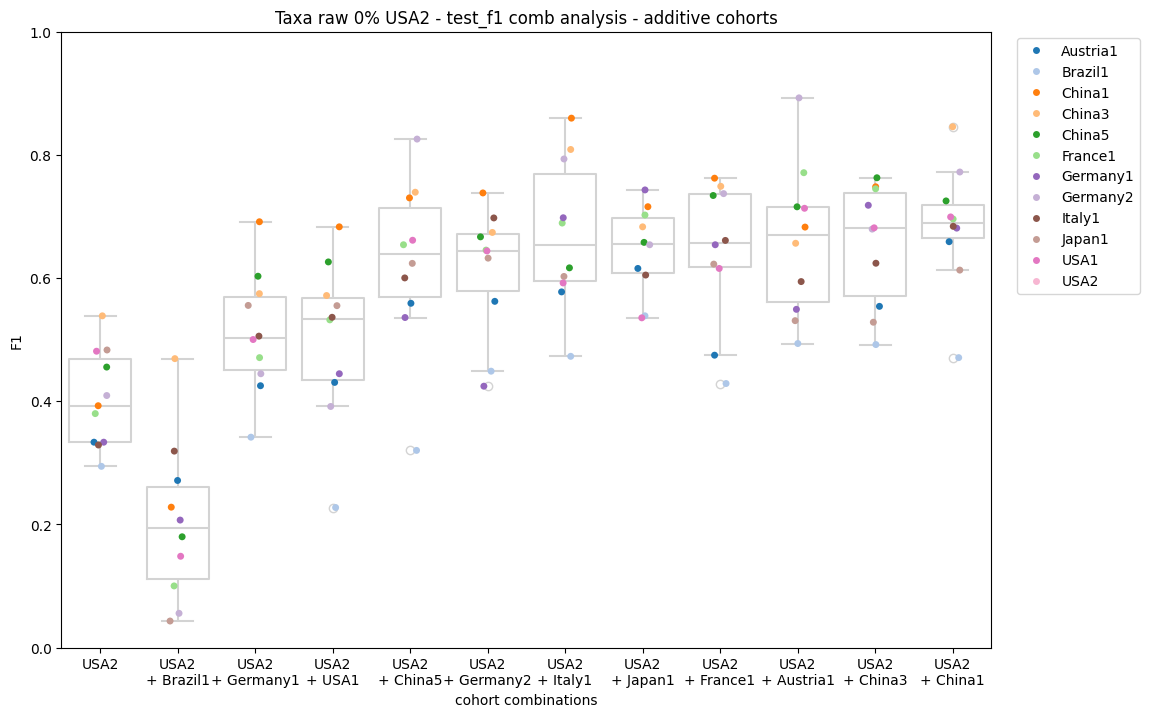 Taxa raw 0% USA2 - test_f1 comb analysis - additive cohorts
1.0
0.8
0.6
0.4
0.2
0.0
F1
USA2
USA2
+ Brazil1
USA2
+ Germany1
USA2
+ USA1
USA2
+ China5
USA2
+ Germany2
USA2
+ Italy1
USA2
+ Japan1
USA2
+ France1
USA2
+ Austria1
USA2
+ China3
USA2
+ China1
cohort combinations
Austria1
Brazil1
China1
China3
China5
France1
Germany1
Germany2
Italy1
Japan1
USA1
USA2